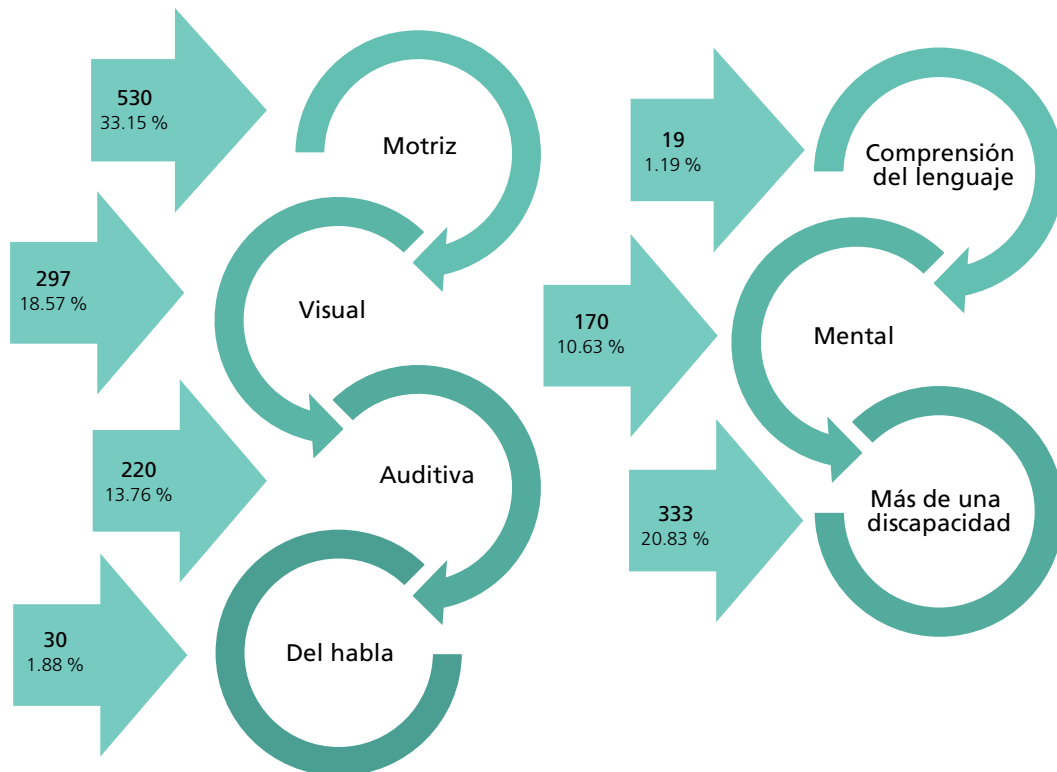 530
33.15 %
Motriz
297
18.57 %
Visual
220
13.76 %
Auditiva
30
1.88 %
Del habla
19
1.19 %
Comprensión
del lenguaje
170
10.63 %
Mental
333
20.83 %
Más de una
discapacidad